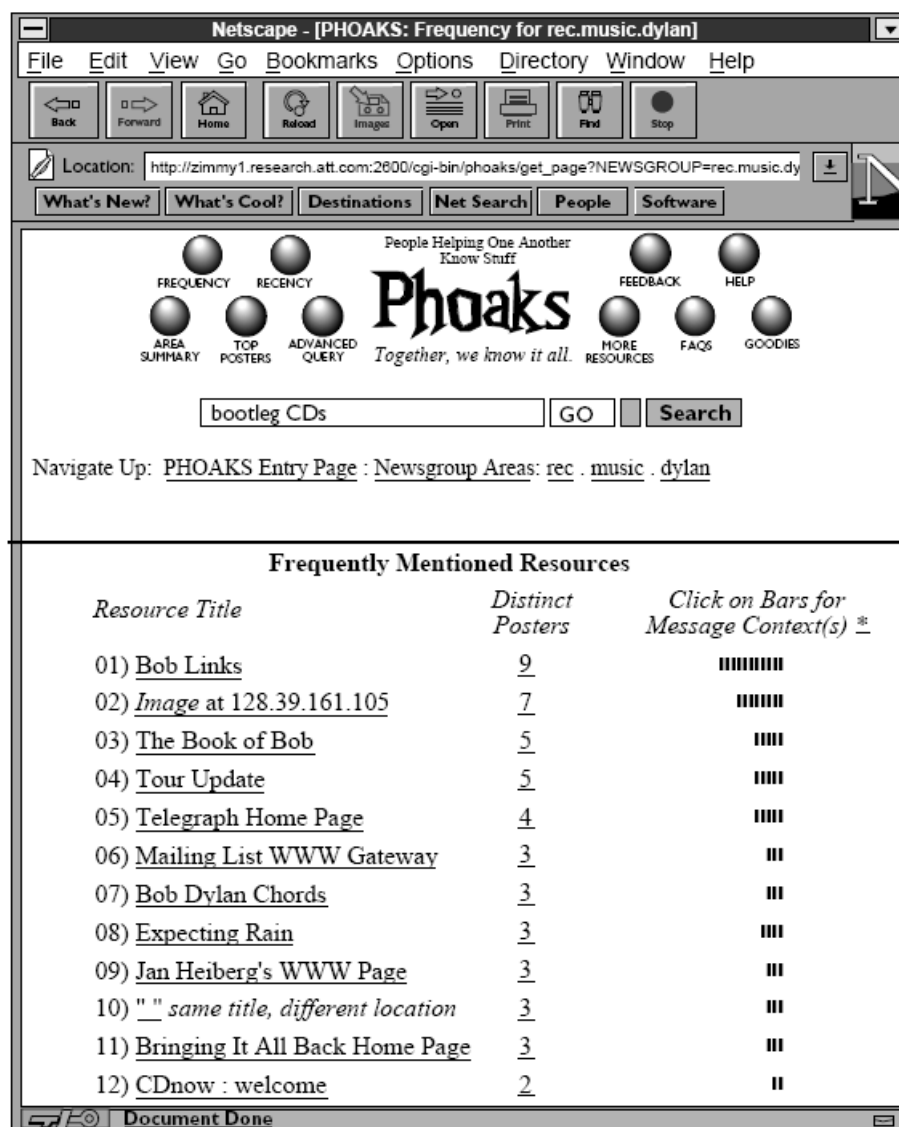 Netscape - [PHOAKS: Frequency for rec.music.dylan]
File Edit View Go Bookmarks Options Directory Window Help
Back Forward Home Reload Images Open Print Find Stop
Location: http://zimmy1.research.att.com:2600/cgi-bin/phoaks/get_page?NEWSGROUP=rec.music.dy
What's New? What's Cool? Destinations Net Search People Software
N
People Helping One Another
Know Stuff
FREQUENCY RECENCY FEEDBACK HELP
Phoaks
AREA SUMMARY TOP POSTERS ADVANCED QUERY Together, we know it all. MORE RESOURCES FAQS GOODIES
bootleg CDs GO Search
Navigate Up: PHOAKS Entry Page : Newsgroup Areas: rec . music . dylan
Frequently Mentioned Resources
Resource Title Distinct Posters Click on Bars for Message Context(s) *
01) Bob Links 9
02) Image at 128.39.161.105 7
03) The Book of Bob 5
04) Tour Update 5
05) Telegraph Home Page 4
06) Mailing List WWW Gateway 3
07) Bob Dylan Chords 3
08) Expecting Rain 3
09) Jan Heiberg's WWW Page 3
10) " " same title, different location 3
11) Bringing It All Back Home Page 3
12) CDnow : welcome 2
Document Done